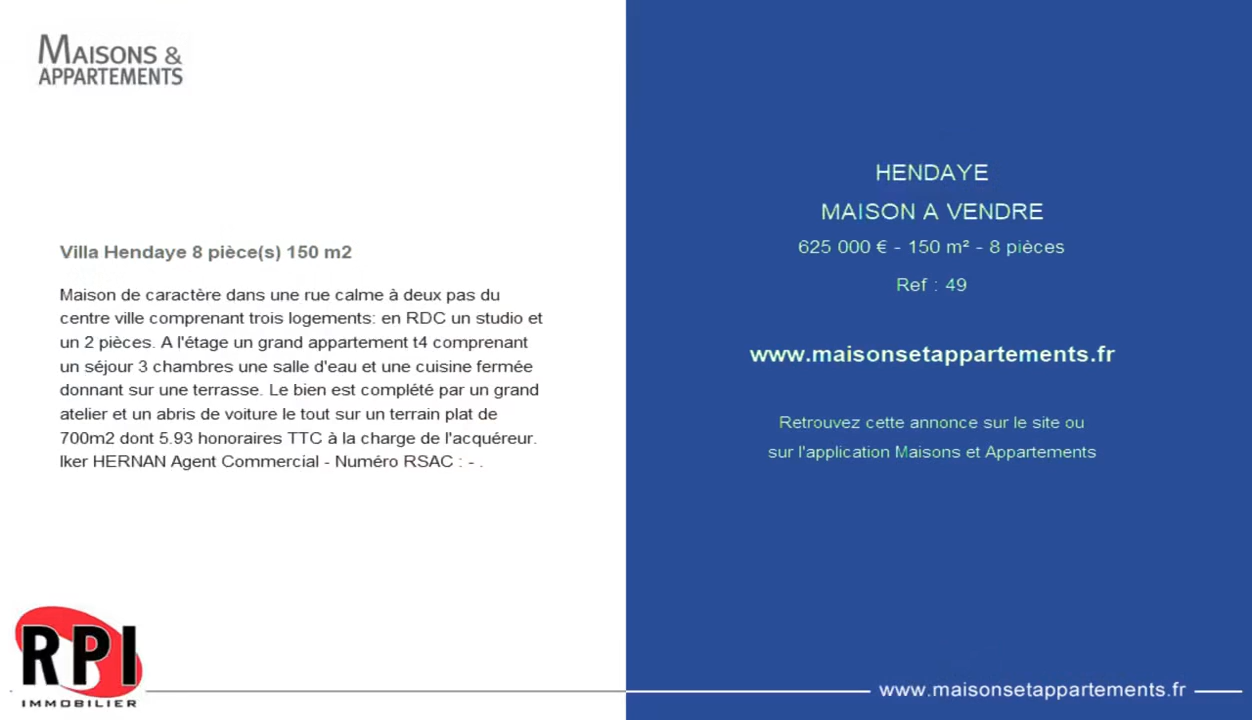 MAISONS &
APPARTEMENTS
Villa Hendaye 8 pièce(s) 150 m2
Maison de caractère dans une rue calme à deux pas du
centre ville comprenant trois logements: en RDC un studio et
un 2 pièces. A l'étage un grand appartement t4 comprenant
un séjour 3 chambres une salle d'eau et une cuisine fermée
donnant sur une terrasse. Le bien est complété par un grand
atelier et un abris de voiture le tout sur un terrain plat de
700m2 dont 5.93 honoraires TTC à la charge de l'acquéreur.
Iker HERNAN Agent Commercial - Numéro RSAC : - .
RPI
IMMOBILIER
HENDAYE
MAISON A VENDRE
625 000 € - 150 m² - 8 pièces
Ref : 49
www.maisonsetappartements.fr
Retrouvez cette annonce sur le site ou
sur l'application Maisons et Appartements
www.maisonsetappartements.fr